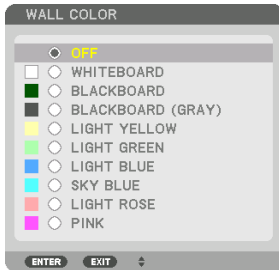 WALL COLOR
OFF
WHITEBOARD
BLACKBOARD
BLACKBOARD (GRAY)
LIGHT YELLOW
LIGHT GREEN
LIGHT BLUE
SKY BLUE
LIGHT ROSE
PINK
ENTER EXIT